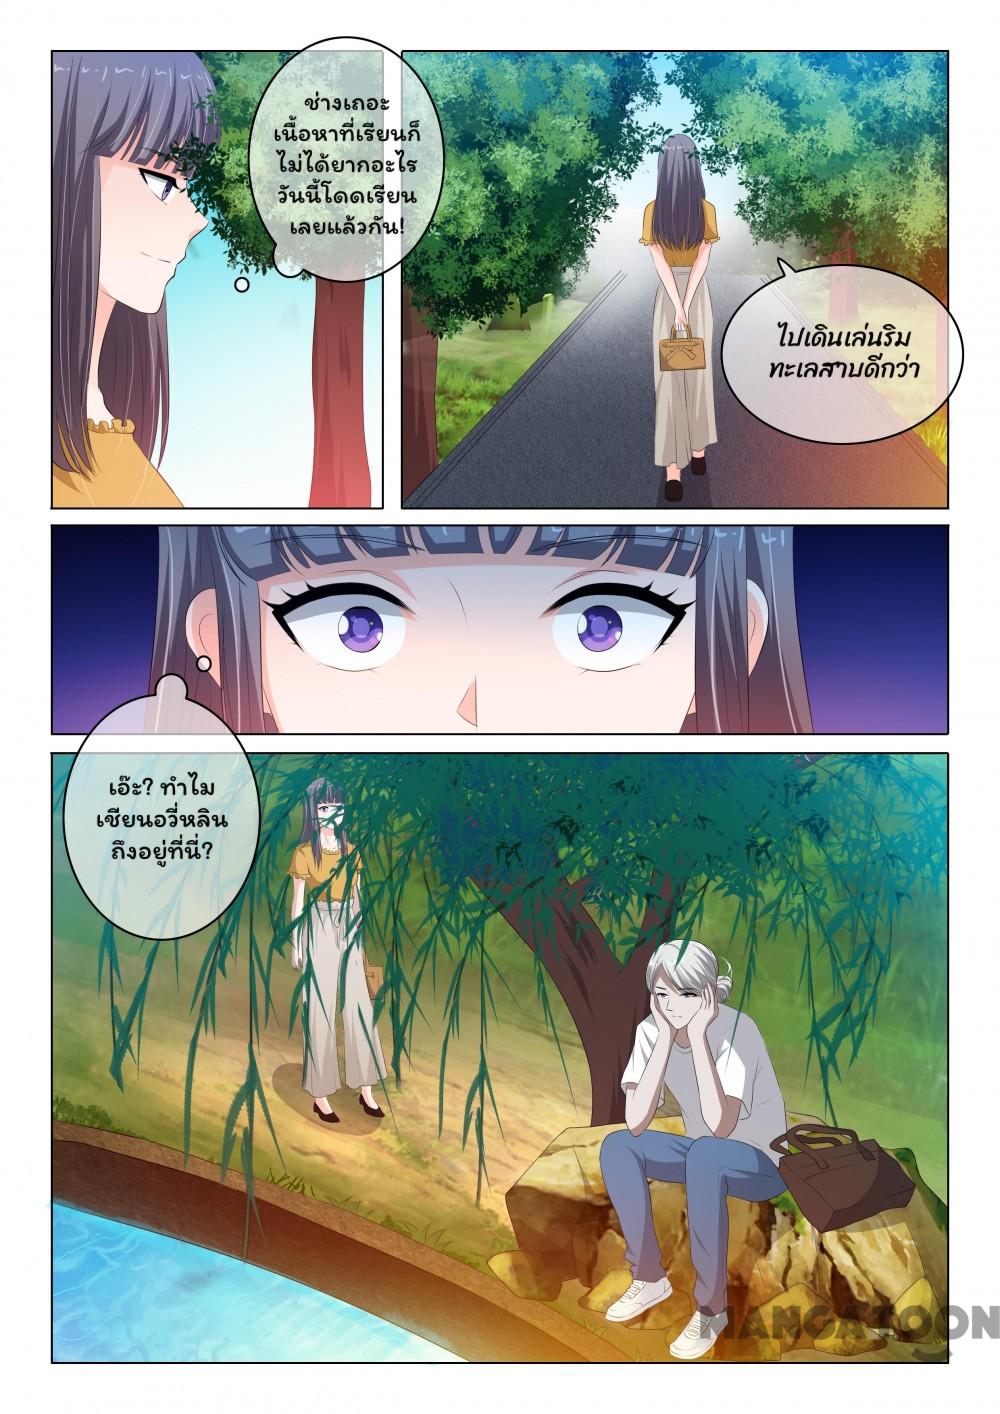 ช่างเถอะ
เนื้อหาที่เรียนก็
ไม่ได้ยากอะไร
วันนี้โดดเรียน
เลยแล้วกัน!
ไปเดินเล่นริม
ทะเลสาบดีกว่า
เอ๊ะ? ทำไม
เซียนอวี่หลิน
ถึงอยู่ที่นี่?
MANGATOON